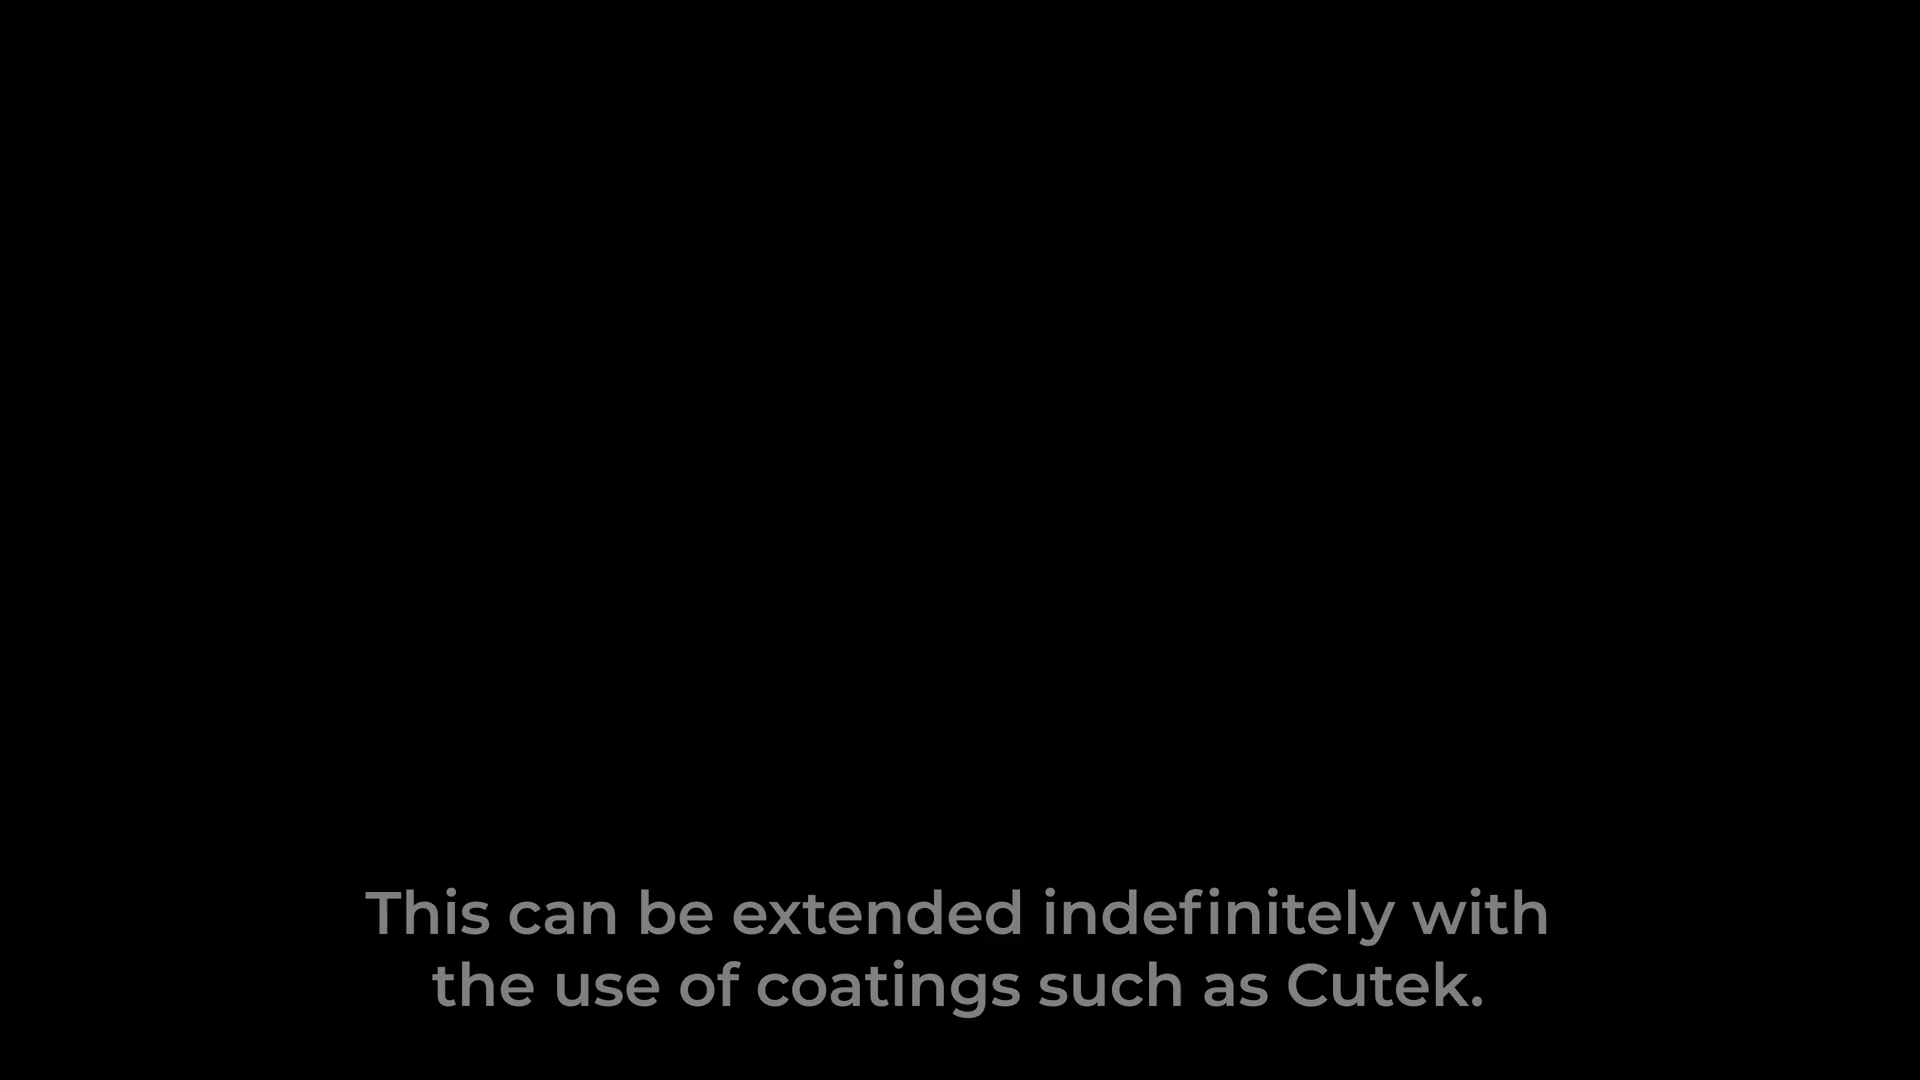 This can be extended indefinitely with
the use of coatings such as Cutek.